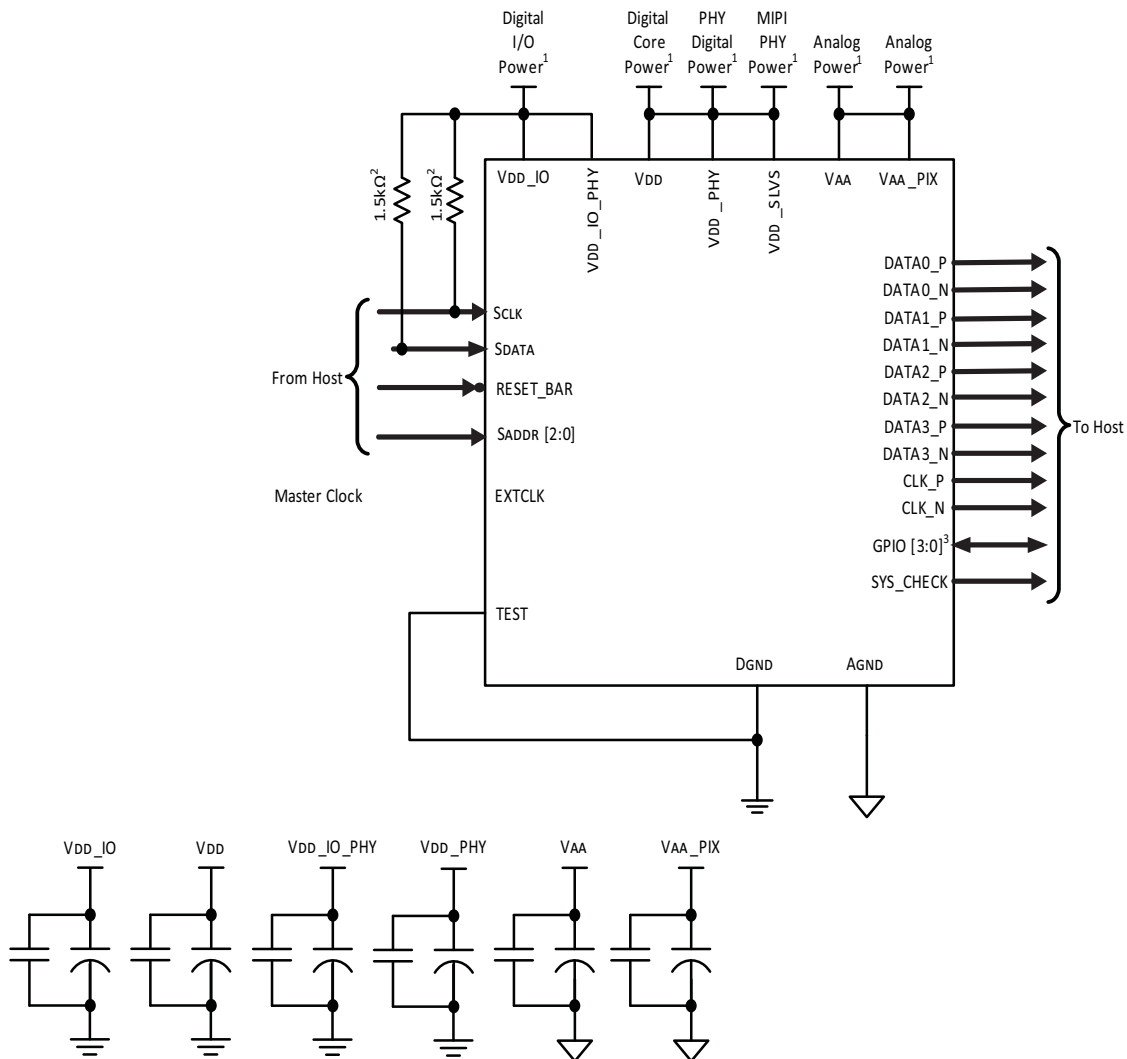 Digital
I/O
Power1
Digital
Core
Power1
PHY
Digital
Power1
MIPI
PHY
Power1
Analog
Power1
Analog
Power1
1.5kΩ2
1.5kΩ2
VDD_IO
VDD_IO_PHY
VDD
VDD_PHY
VDD_SLVS
VAA
VAA_PIX
From Host
SCLK
SDATA
RESET_BAR
SADDR [2:0]
Master Clock
EXTCLK
TEST
DATA0_P
DATA0_N
DATA1_P
DATA1_N
DATA2_P
DATA2_N
DATA3_P
DATA3_N
CLK_P
CLK_N
GPIO [3:0]3
SYS_CHECK
To Host
DGND
AGND
VDD_IO
VDD
VDD_IO_PHY
VDD_PHY
VAA
VAA_PIX